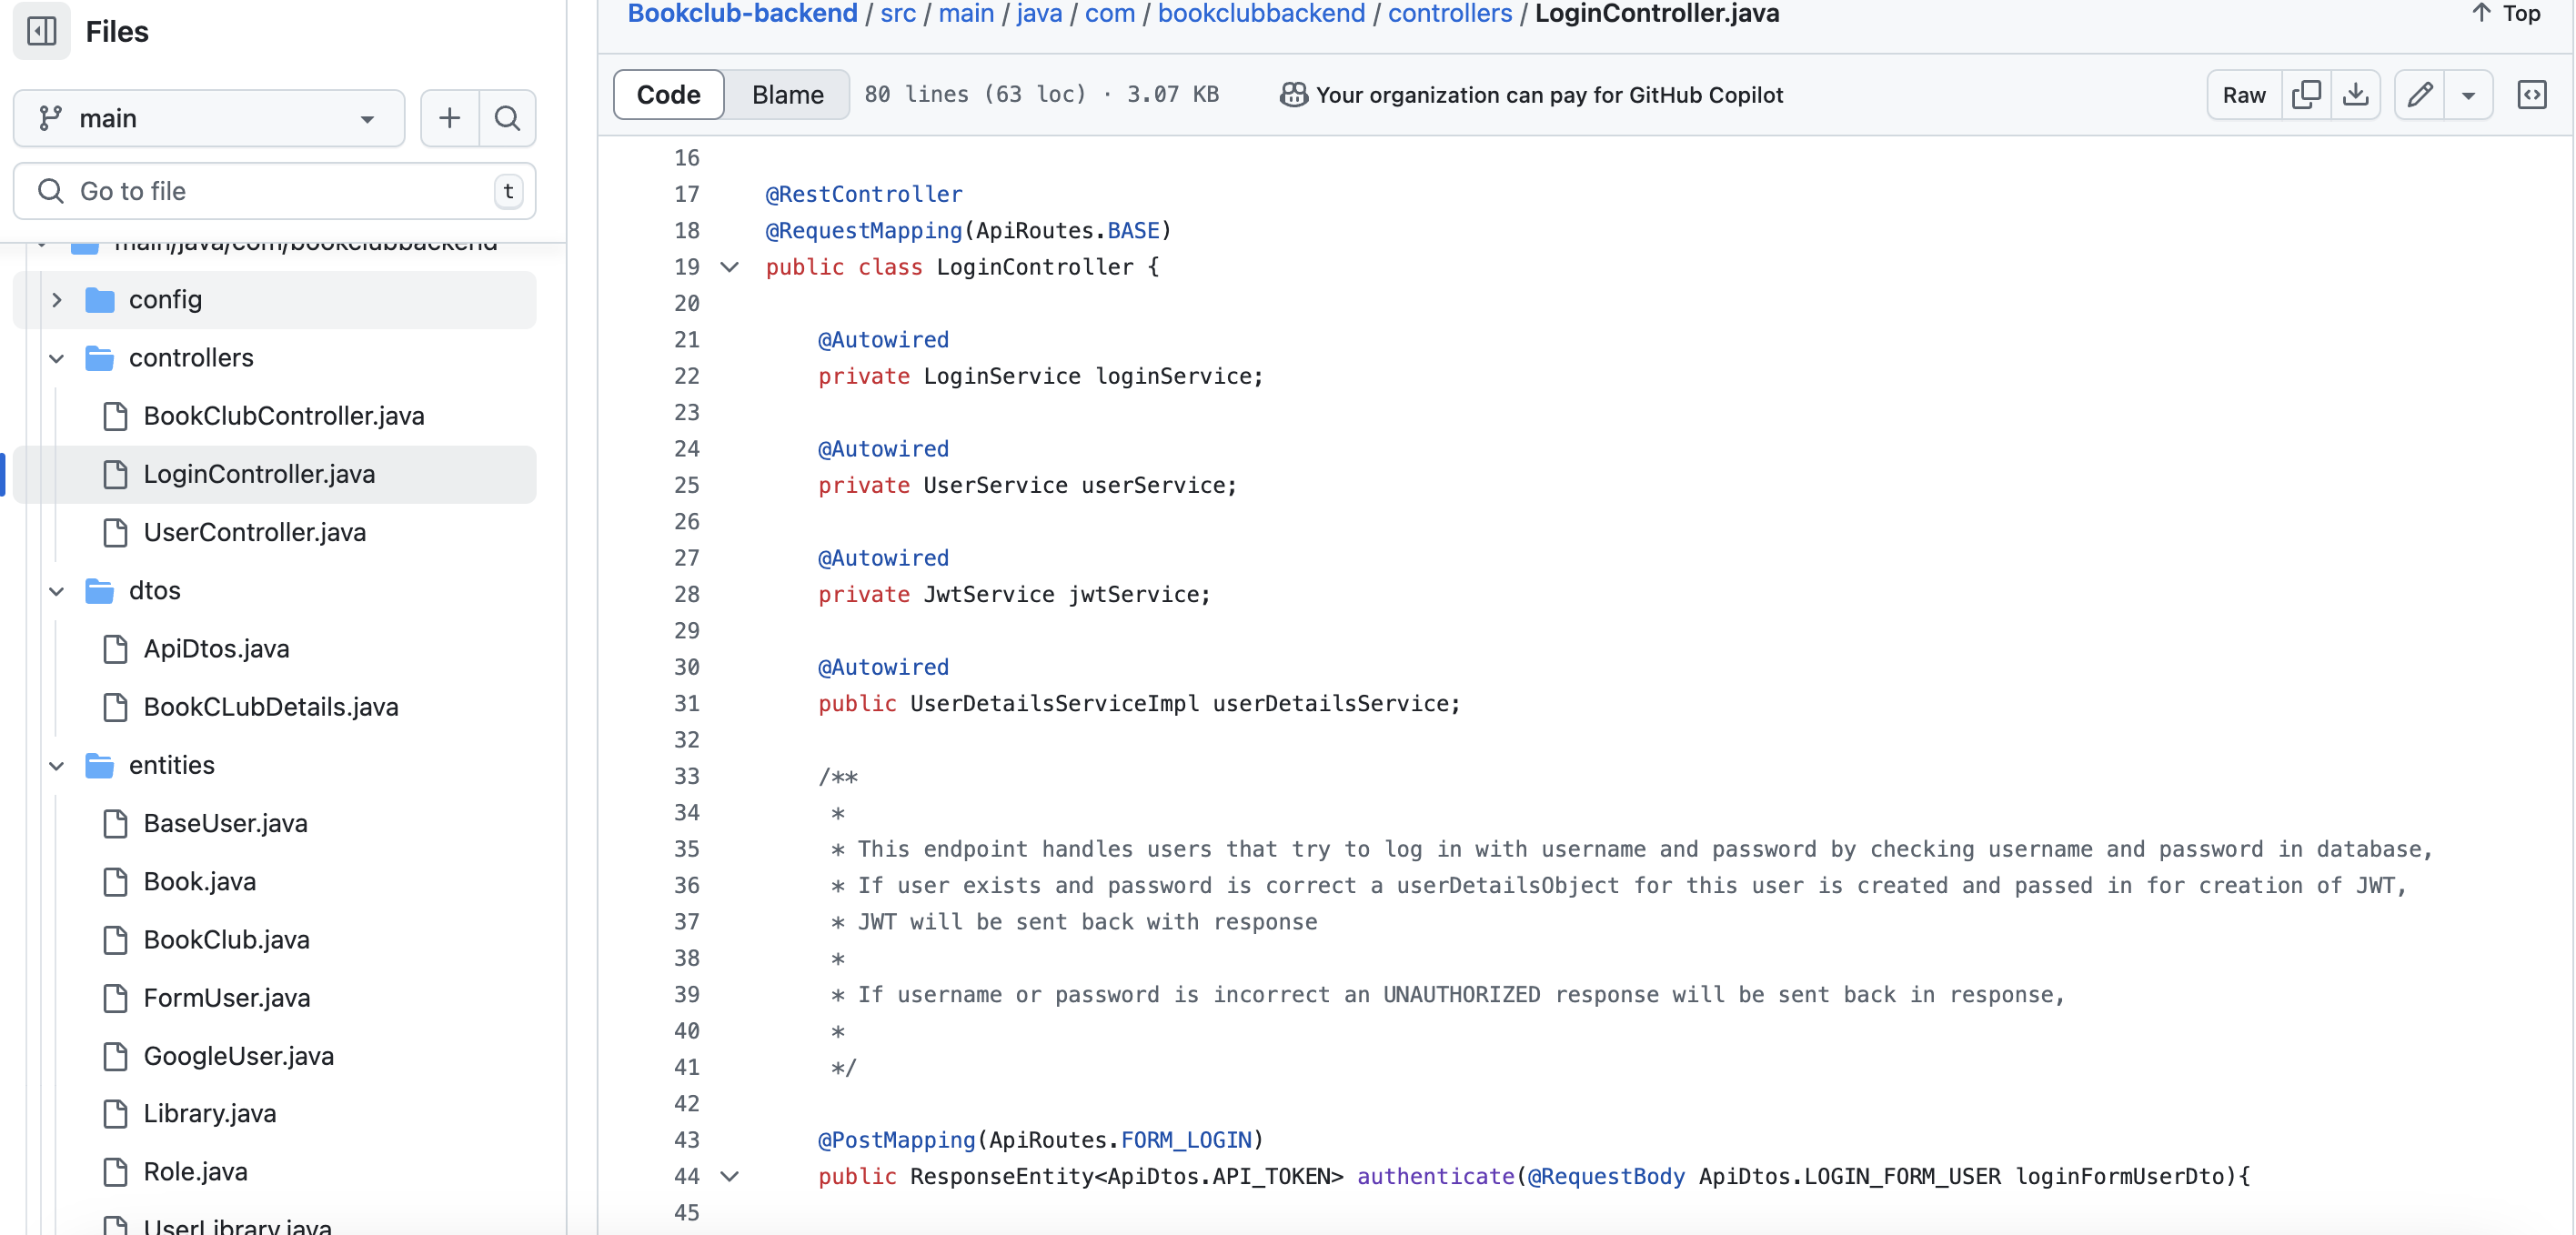 Files
main
Go to file
t
main/java/com/bookclubbackend
config
controllers
BookClubController.java
LoginController.java
UserController.java
dtos
ApiDtos.java
BookCLubDetails.java
entities
BaseUser.java
Book.java
BookClub.java
FormUser.java
GoogleUser.java
Library.java
Role.java
UserLibrary.java
Bookclub-backend / src / main / java / com / bookclubbackend / controllers / LoginController.java
Top
Code Blame 80 lines (63 loc) · 3.07 KB Your organization can pay for GitHub Copilot Raw
16
17 @RestController
18 @RequestMapping(ApiRoutes.BASE)
19 public class LoginController {
20
21 @Autowired
22 private LoginService loginService;
23
24 @Autowired
25 private UserService userService;
26
27 @Autowired
28 private JwtService jwtService;
29
30 @Autowired
31 public UserDetailsServiceImpl userDetailsService;
32
33 /**
34 *
35 * This endpoint handles users that try to log in with username and password by checking username and password in database,
36 * If user exists and password is correct a userDetailsObject for this user is created and passed in for creation of JWT,
37 * JWT will be sent back with response
38 *
39 * If username or password is incorrect an UNAUTHORIZED response will be sent back in response,
40 *
41 */
42
43 @PostMapping(ApiRoutes.FORM_LOGIN)
44 public ResponseEntity<ApiDtos.API_TOKEN> authenticate(@RequestBody ApiDtos.LOGIN_FORM_USER loginFormUserDto){
45